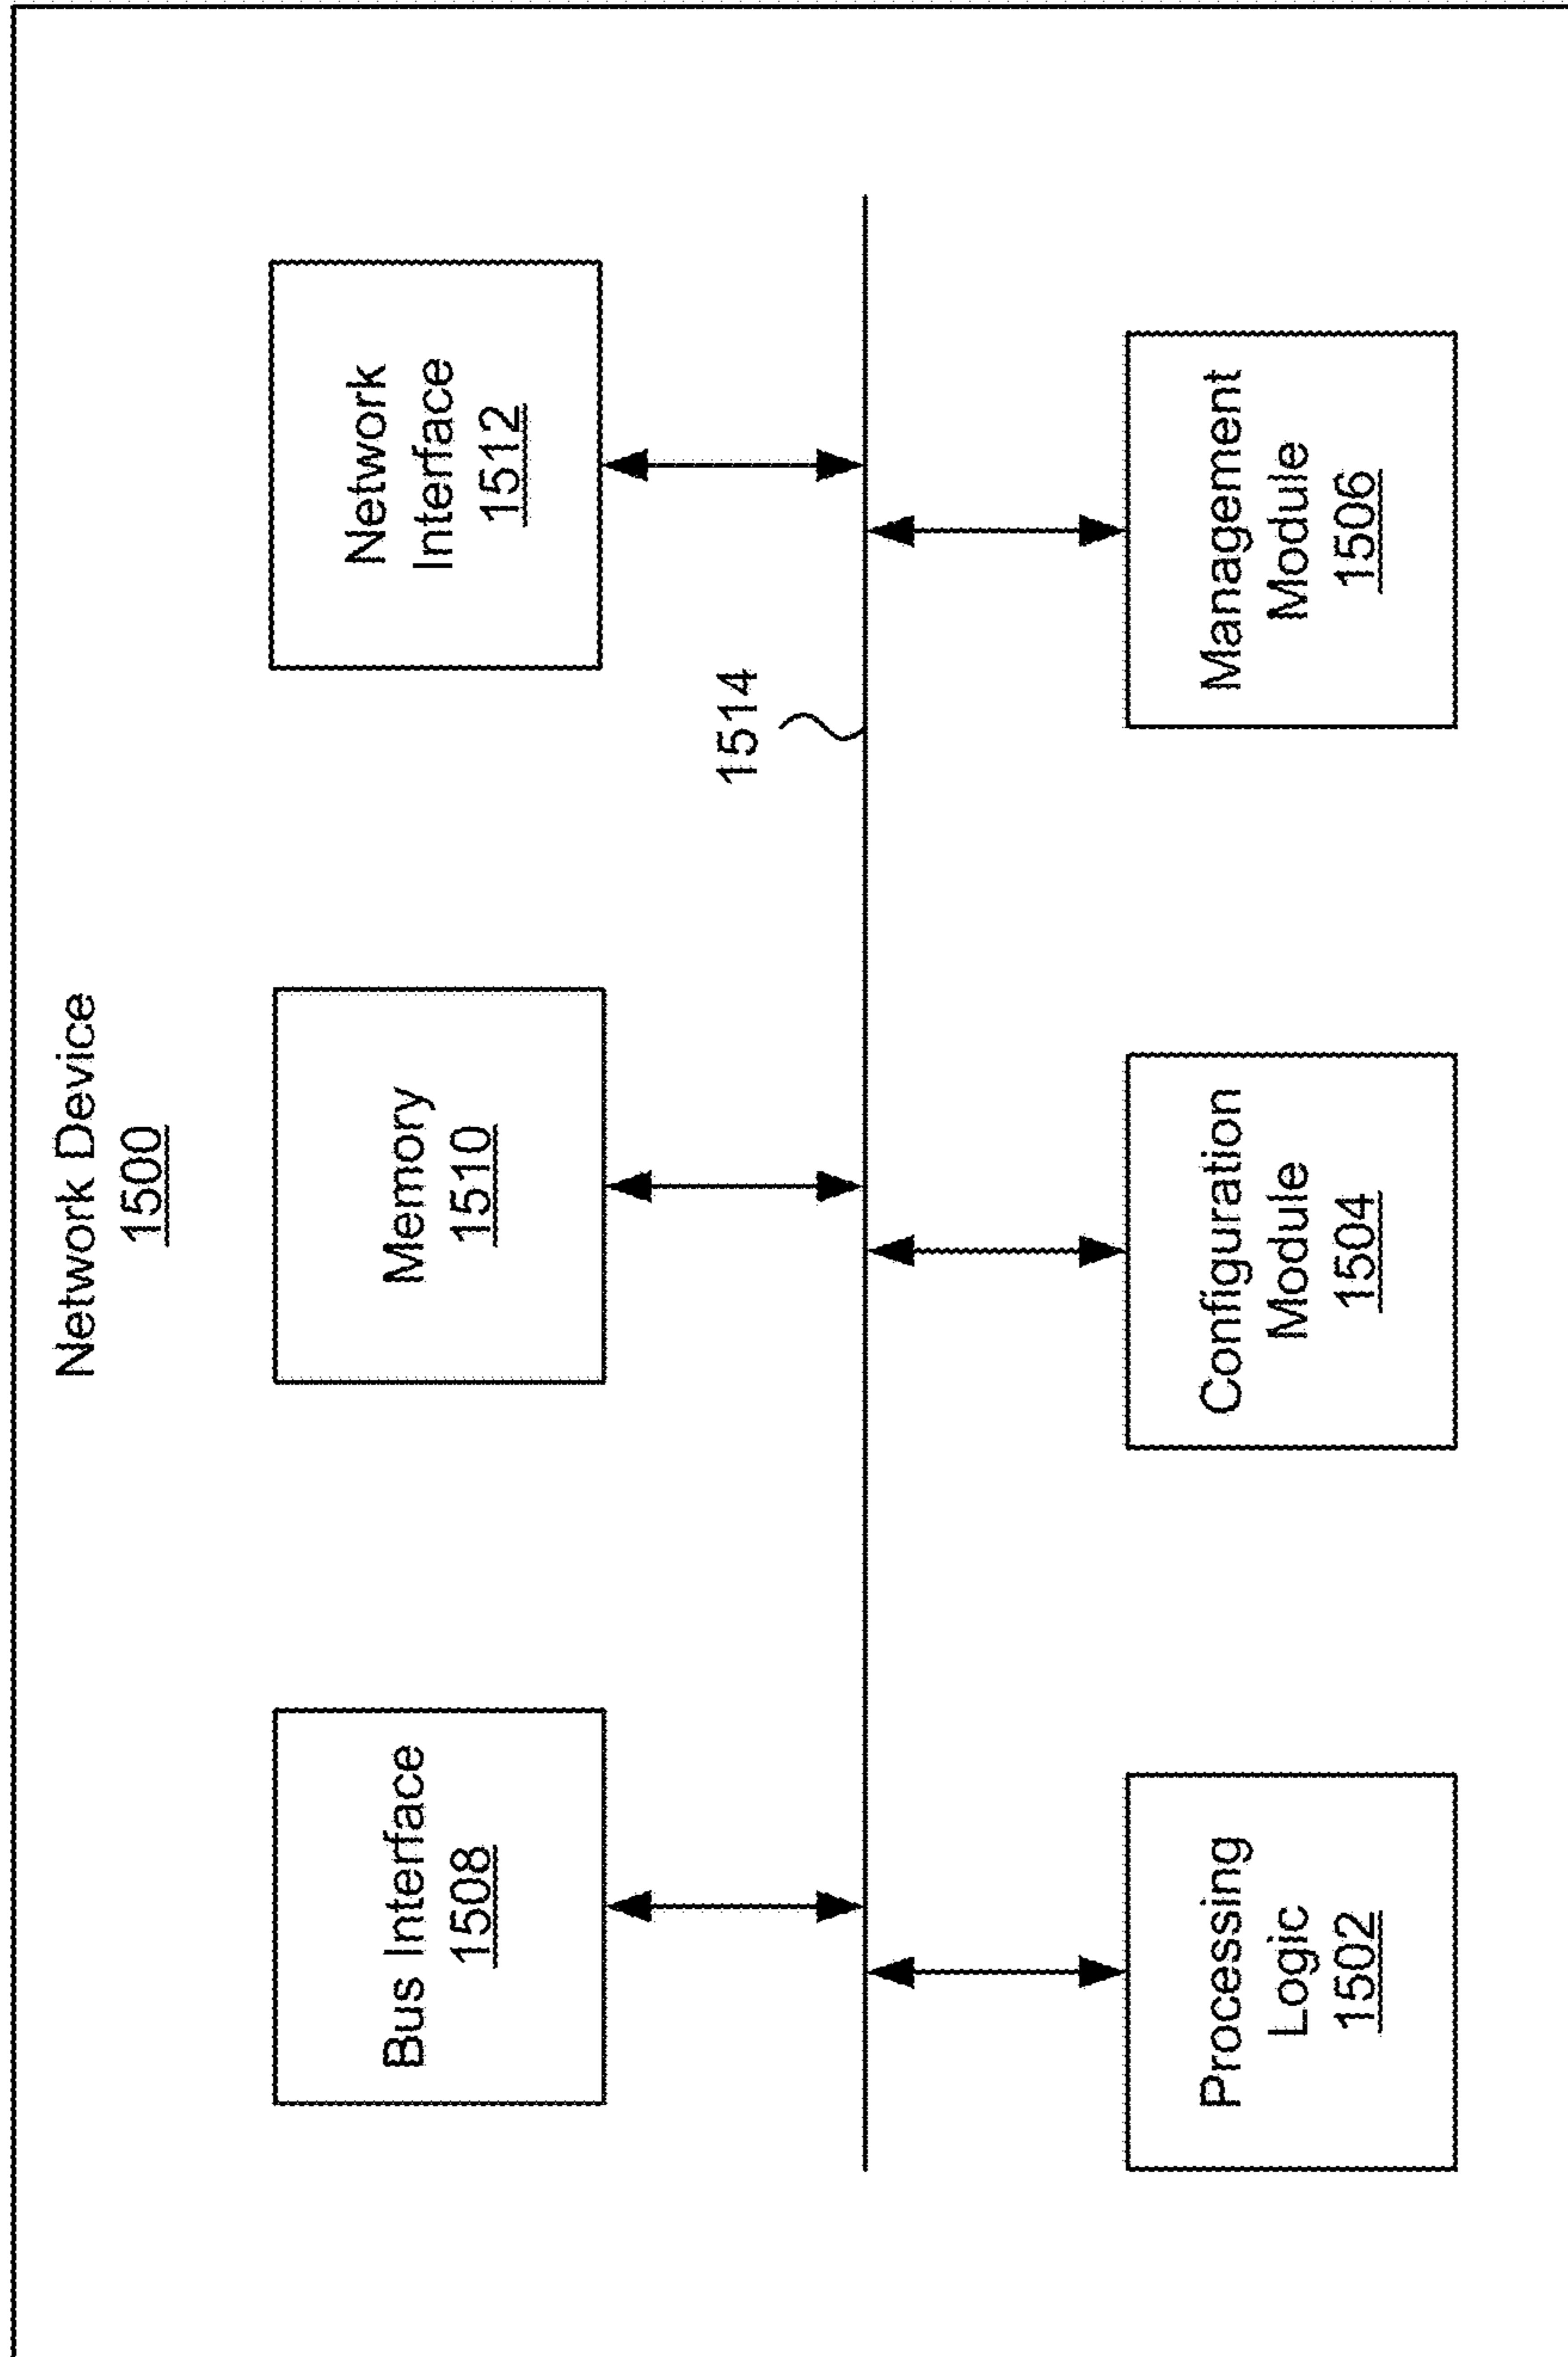 Network Device
1500
Bus Interface
1508
Memory
1510
Network
Interface
1512
1514
Processing
Logic
1502
Configuration
Module
1504
Management
Module
1506